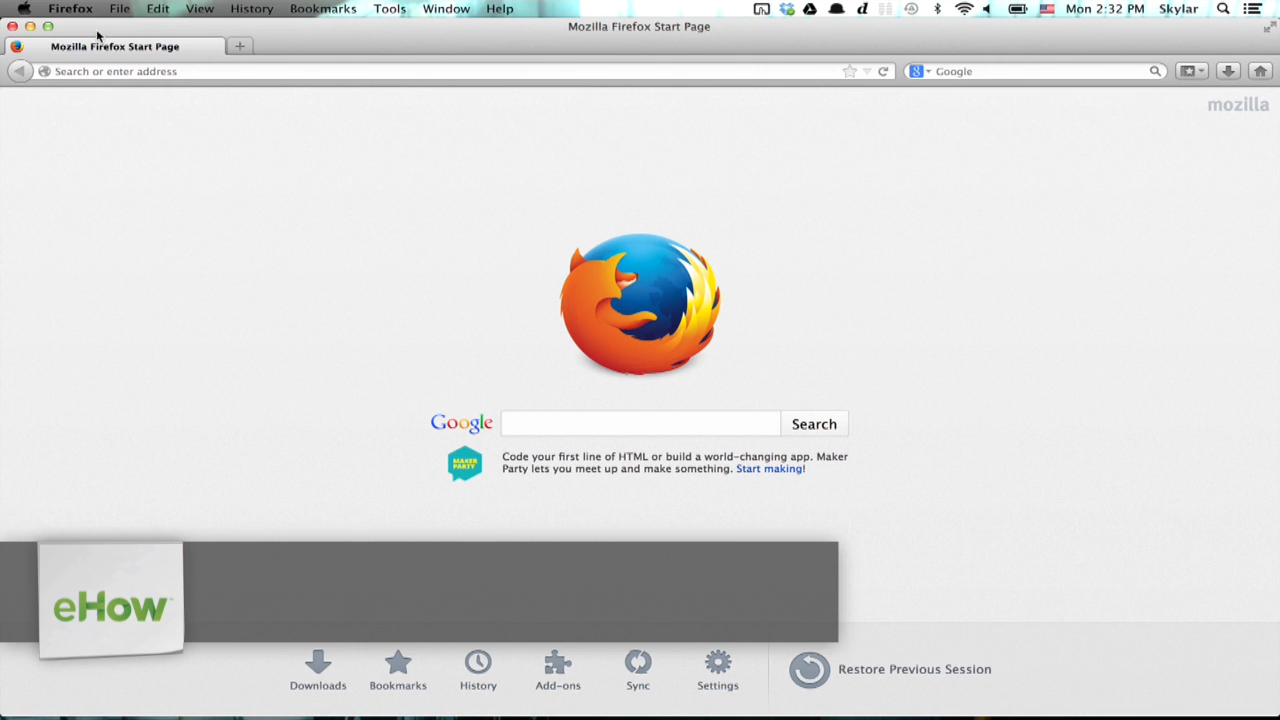 Firefox File Edit View History Bookmarks Tools Window Help Mon 2:32 PM Skylar
Mozilla Firefox Start Page
Mozilla Firefox Start Page
Search or enter address
Google
mozilla
Google Search
Code your first line of HTML or build a world-changing app. Maker
Party lets you meet up and make something. Start making!
MAKER
PARTY
eHow
Downloads Bookmarks History Add-ons Sync Settings Restore Previous Session